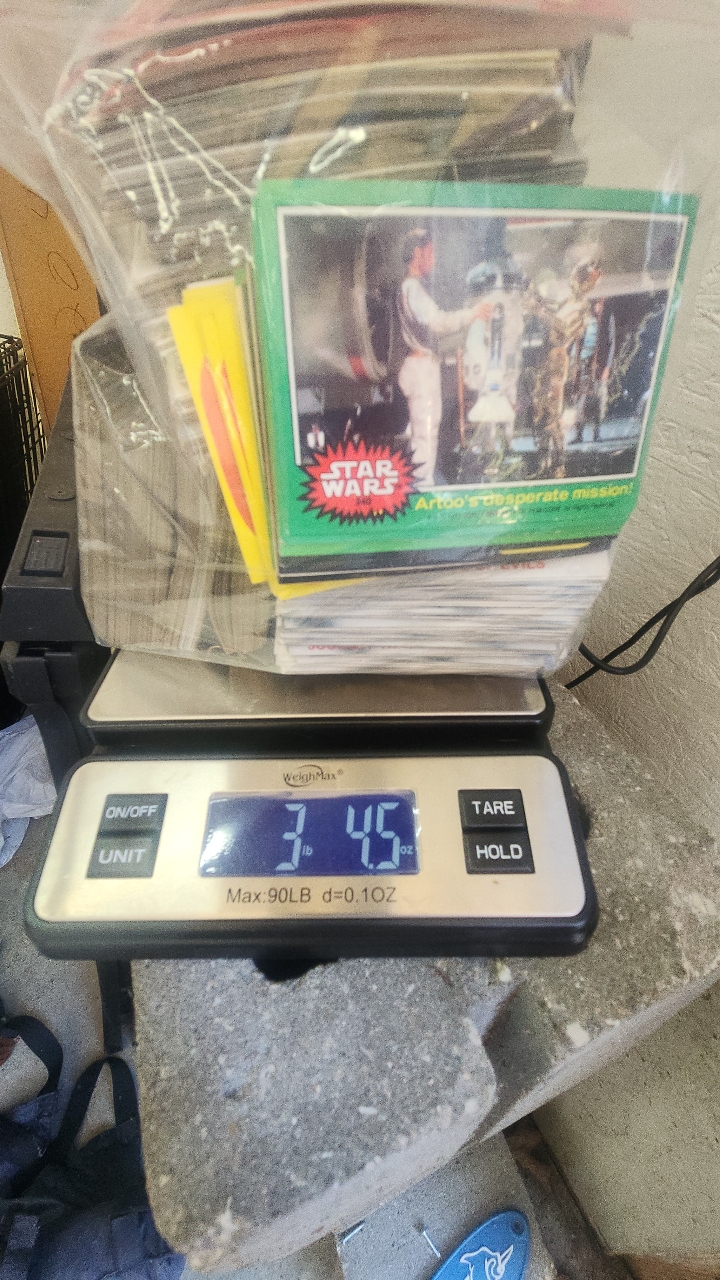 STAR
WARS
Artoo's desperate mission!
WeighMax®
ON/OFF
UNIT
3 lb 4.5 oz
TARE
HOLD
Max:90LB d=0.1OZ